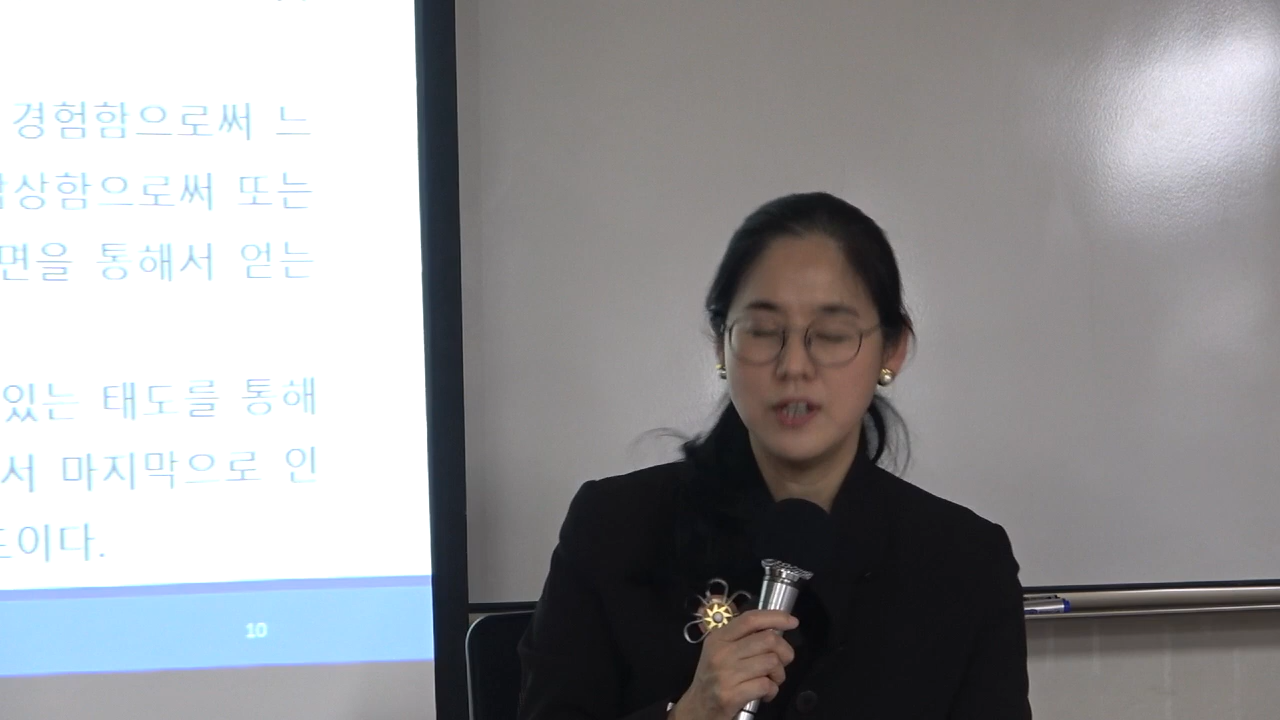 경험함으로써 느
상함으로써 또는
면을 통해서 얻는
있는 태도를 통해
서 마지막으로 인
이다.
10